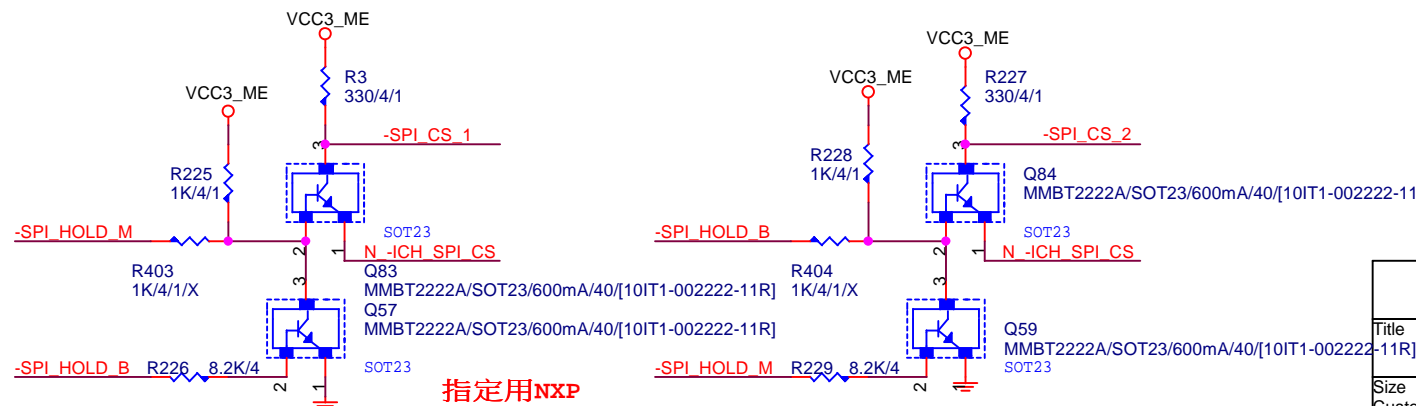 VCC3_ME
R3
330/4/1
VCC3_ME
-SPI_CS_1
3
R225
1K/4/1
-SPI_HOLD_M
SOT23
2
1
N_-ICH_SPI_CS
R403
1K/4/1/X
Q83
MMBT2222A/SOT23/600mA/40/[10IT1-002222-11R]
3
Q57
MMBT2222A/SOT23/600mA/40/[10IT1-002222-11R]
-SPI_HOLD_B
R226
8.2K/4
SOT23
2
1
指定用NXP
VCC3_ME
R227
330/4/1
VCC3_ME
-SPI_CS_2
3
R228
1K/4/1
Q84
MMBT2222A/SOT23/600mA/40/[10IT1-002222-11
-SPI_HOLD_B
SOT23
2
1
N_-ICH_SPI_CS
R404
1K/4/1/X
3
Q59
MMBT2222A/SOT23/600mA/40/[10IT1-002222-11R]
-SPI_HOLD_M
R229
8.2K/4
SOT23
2
1
Title
Size